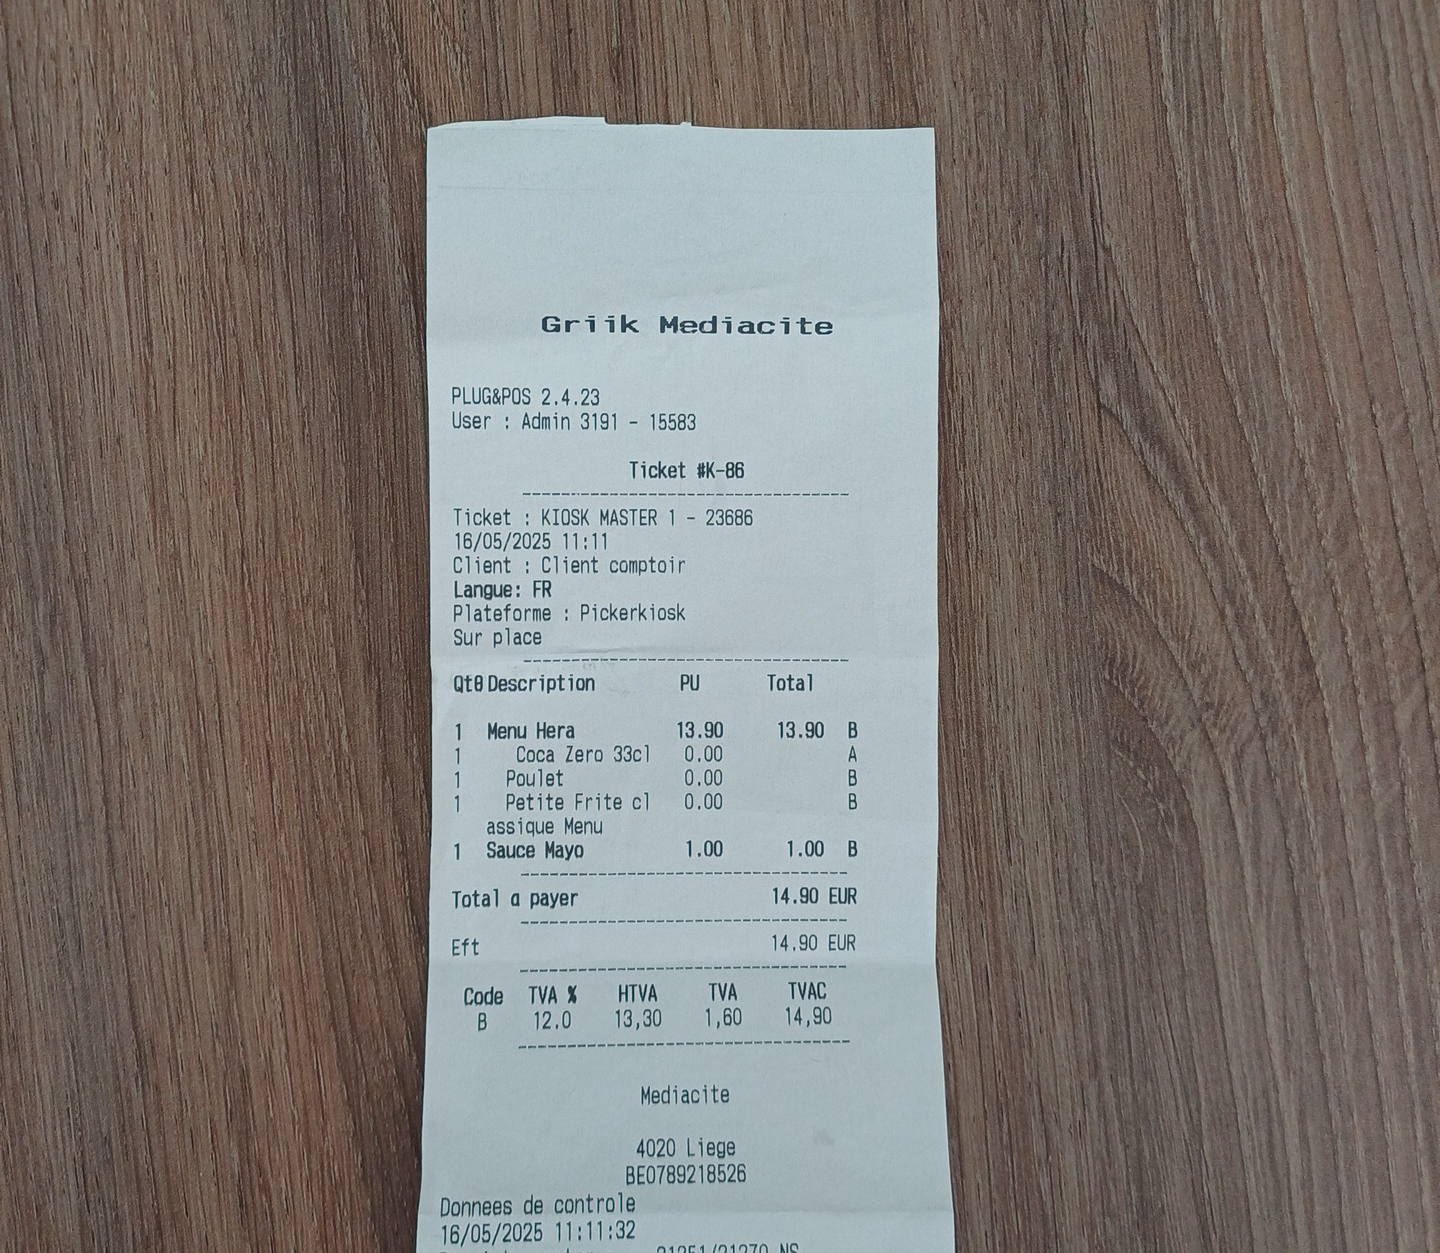 Griik Mediacite
PLUG&POS 2.4.23
User : Admin 3191 - 15583
Ticket #K-86
Ticket : KIOSK MASTER 1 - 23686
16/05/2025 11:11
Client : Client comptoir
Langue: FR
Plateforme : Pickerkiosk
Sur place
Qté Description PU Total
1 Menu Hera 13.90 13.90 B
1 Coca Zero 33cl 0.00 A
1 Poulet 0.00 B
1 Petite Frite cl 0.00 B
assique Menu
1 Sauce Mayo 1.00 1.00 B
Total a payer 14.90 EUR
Eft 14.90 EUR
Code TVA % HTVA TVA TVAC
B 12.0 13,30 1,60 14,90
Mediacite
4020 Liege
BE0789218526
Donnees de controle
16/05/2025 11:11:32